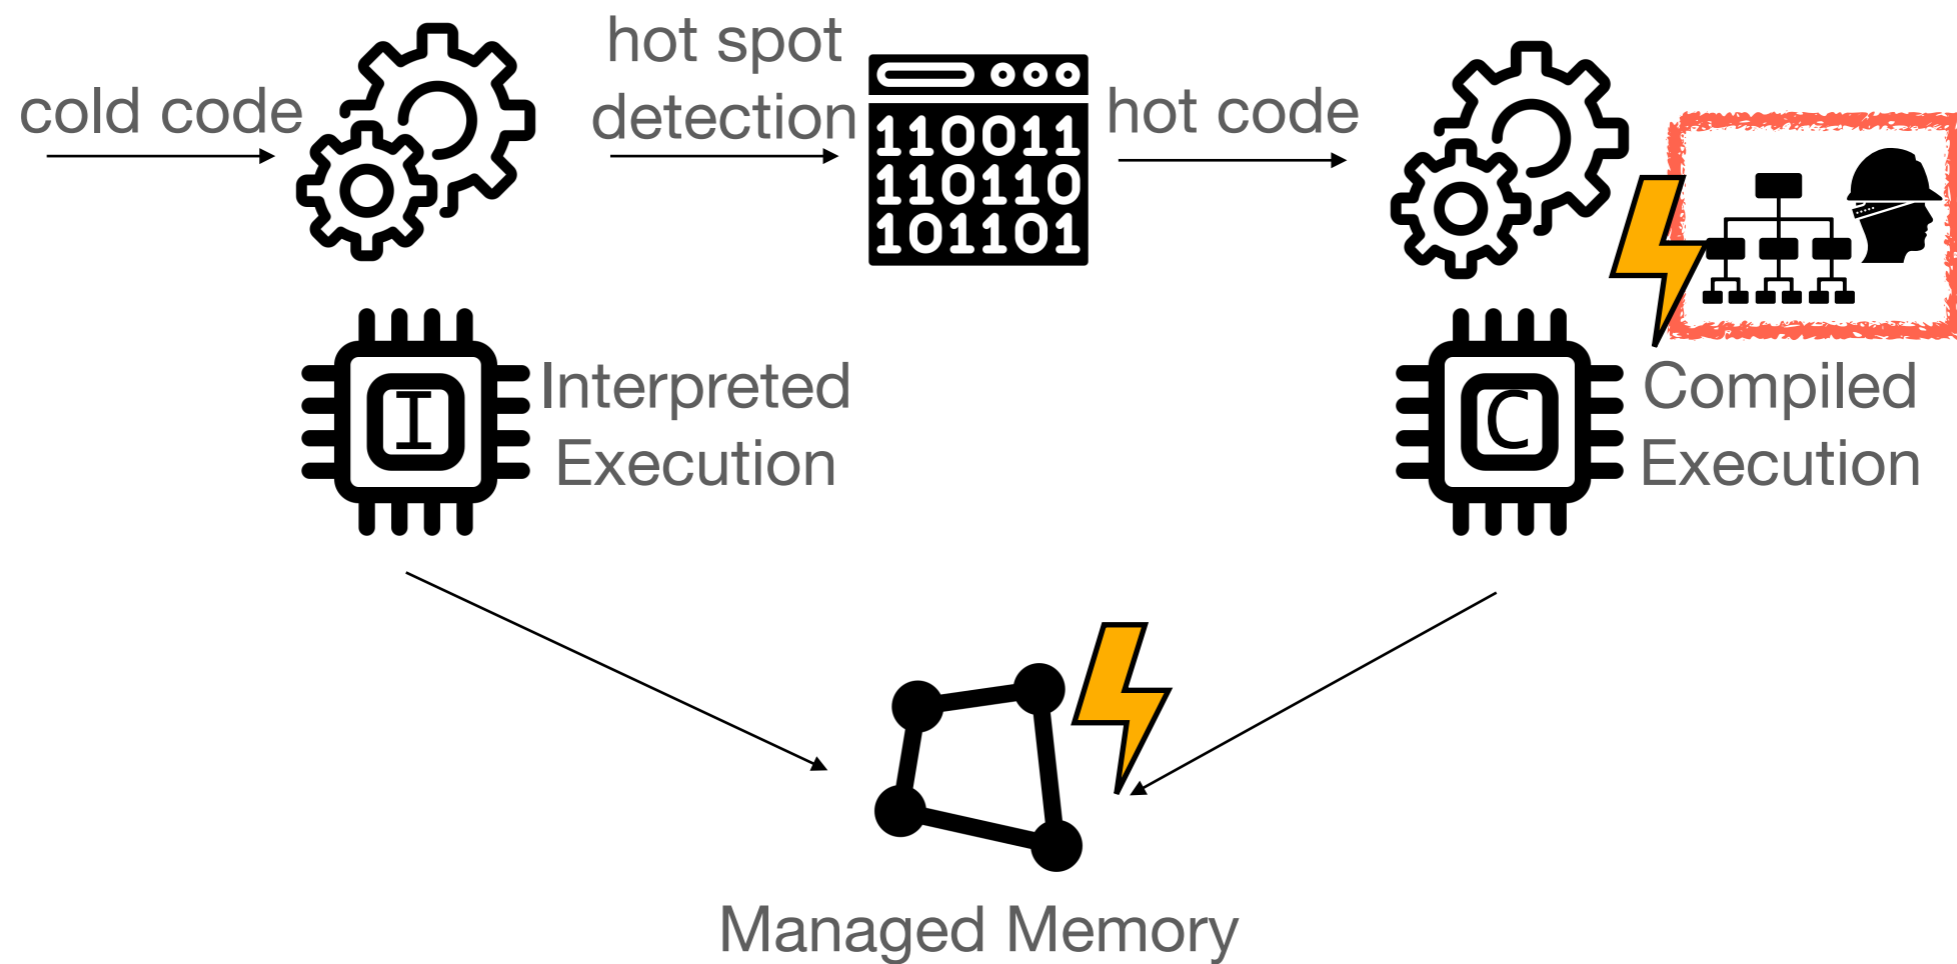 cold code
hot spot
detection
110011
110110
101101
hot code
I
Interpreted
Execution
C
Compiled
Execution
Managed Memory